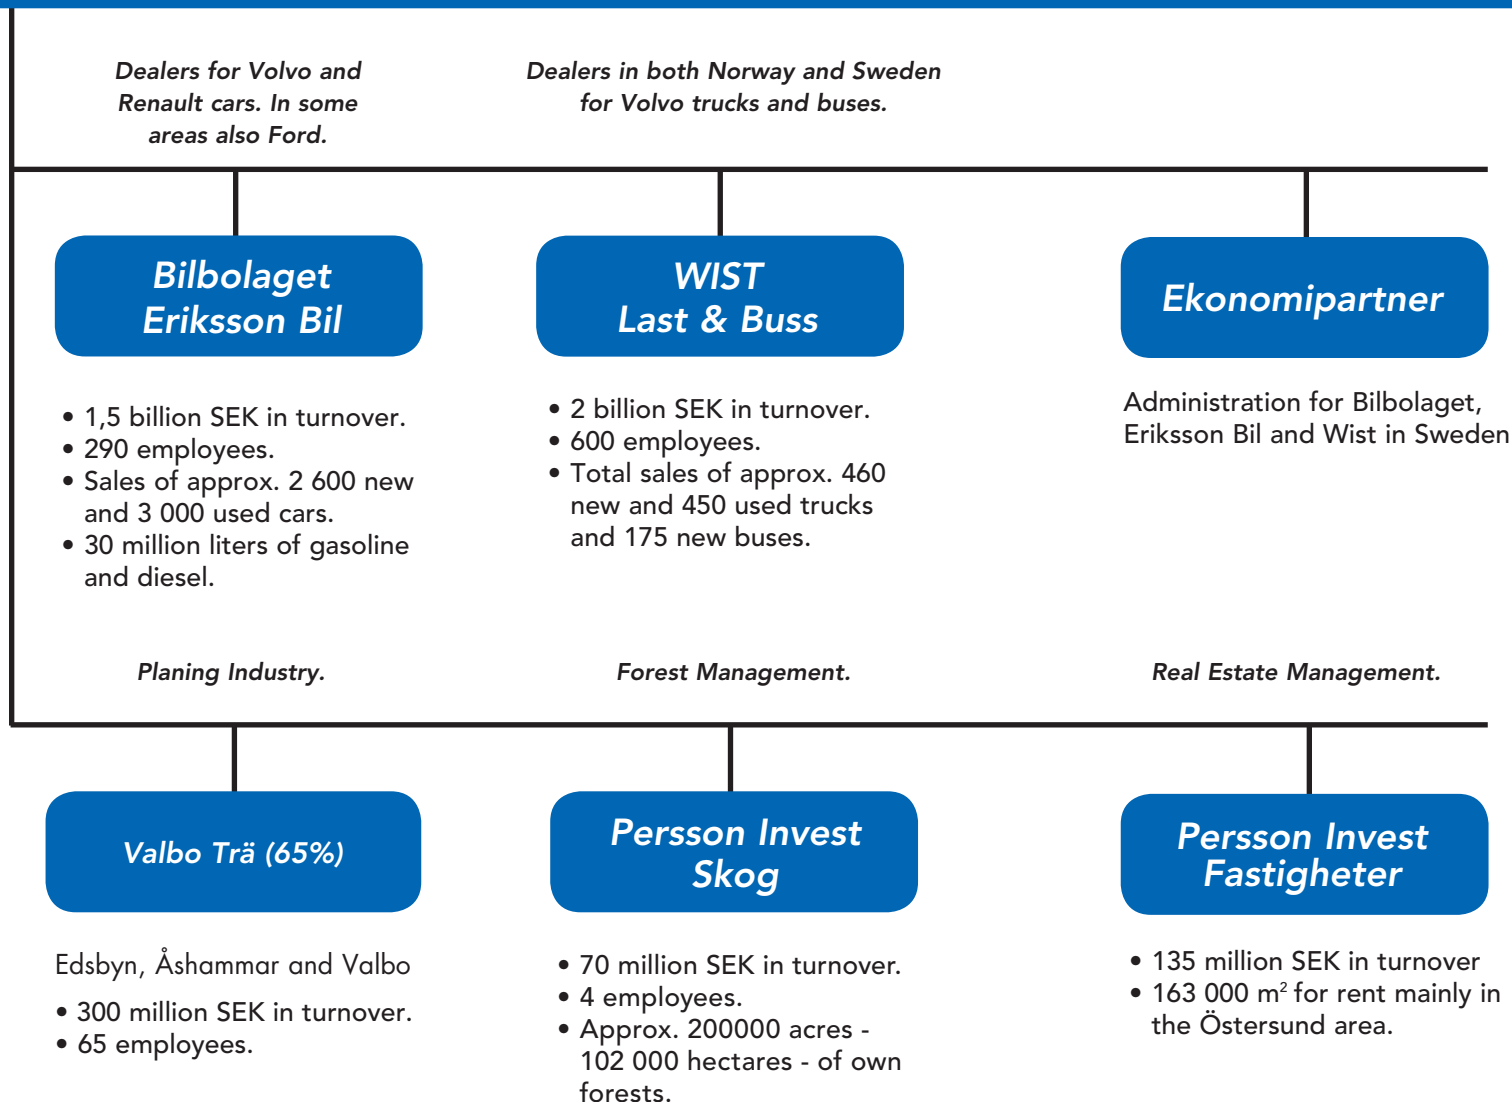 Dealers for Volvo and
Renault cars. In some
areas also Ford.
Dealers in both Norway and Sweden
for Volvo trucks and buses.
Bilbolaget
Eriksson Bil
WIST
Last & Buss
Ekonomipartner
• 1,5 billion SEK in turnover.
• 290 employees.
• Sales of approx. 2 600 new
and 3 000 used cars.
• 30 million liters of gasoline
and diesel.
• 2 billion SEK in turnover.
• 600 employees.
• Total sales of approx. 460
new and 450 used trucks
and 175 new buses.
Administration for Bilbolaget,
Eriksson Bil and Wist in Sweden
Planing Industry.
Forest Management.
Real Estate Management.
Valbo Trä (65%)
Persson Invest
Skog
Persson Invest
Fastigheter
Edsbyn, Åshammar and Valbo
• 300 million SEK in turnover.
• 65 employees.
• 70 million SEK in turnover.
• 4 employees.
• Approx. 200000 acres -
102 000 hectares - of own
forests.
• 135 million SEK in turnover
• 163 000 m² for rent mainly in
the Östersund area.